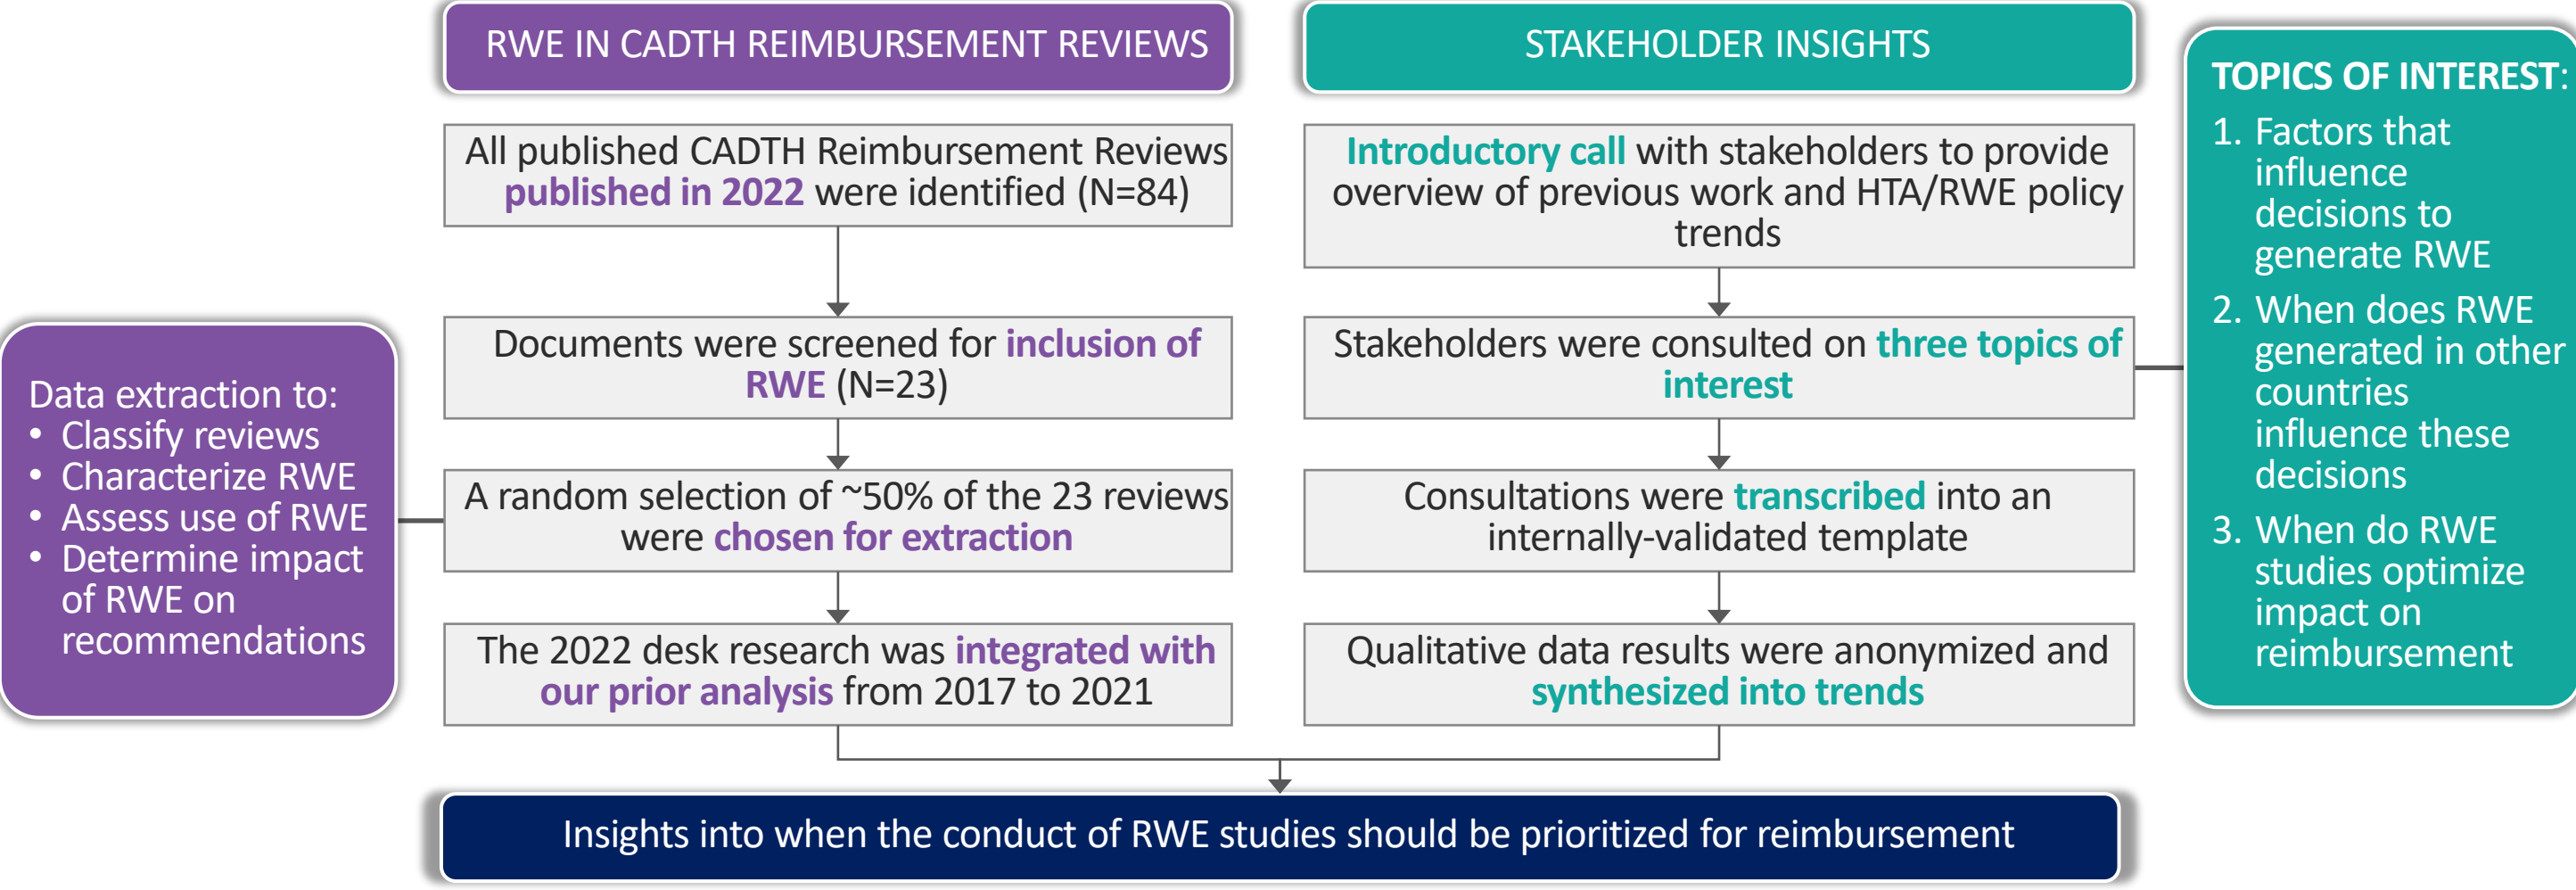 RWE IN CADTH REIMBURSEMENT REVIEWS
All published CADTH Reimbursement Reviews
published in 2022 were identified (N=84)
Documents were screened for inclusion of
RWE (N=23)
A random selection of ~50% of the 23 reviews
were chosen for extraction
Data extraction to:
• Classify reviews
• Characterize RWE
• Assess use of RWE
• Determine impact
of RWE on
recommendations
The 2022 desk research was integrated with
our prior analysis from 2017 to 2021
STAKEHOLDER INSIGHTS
Introductory call with stakeholders to provide
overview of previous work and HTA/RWE policy
trends
Stakeholders were consulted on three topics of
interest
TOPICS OF INTEREST:
1. Factors that
influence
decisions to
generate RWE
2. When does RWE
generated in other
countries
influence these
decisions
3. When do RWE
studies optimize
impact on
reimbursement
Consultations were transcribed into an
internally-validated template
Qualitative data results were anonymized and
synthesized into trends
Insights into when the conduct of RWE studies should be prioritized for reimbursement